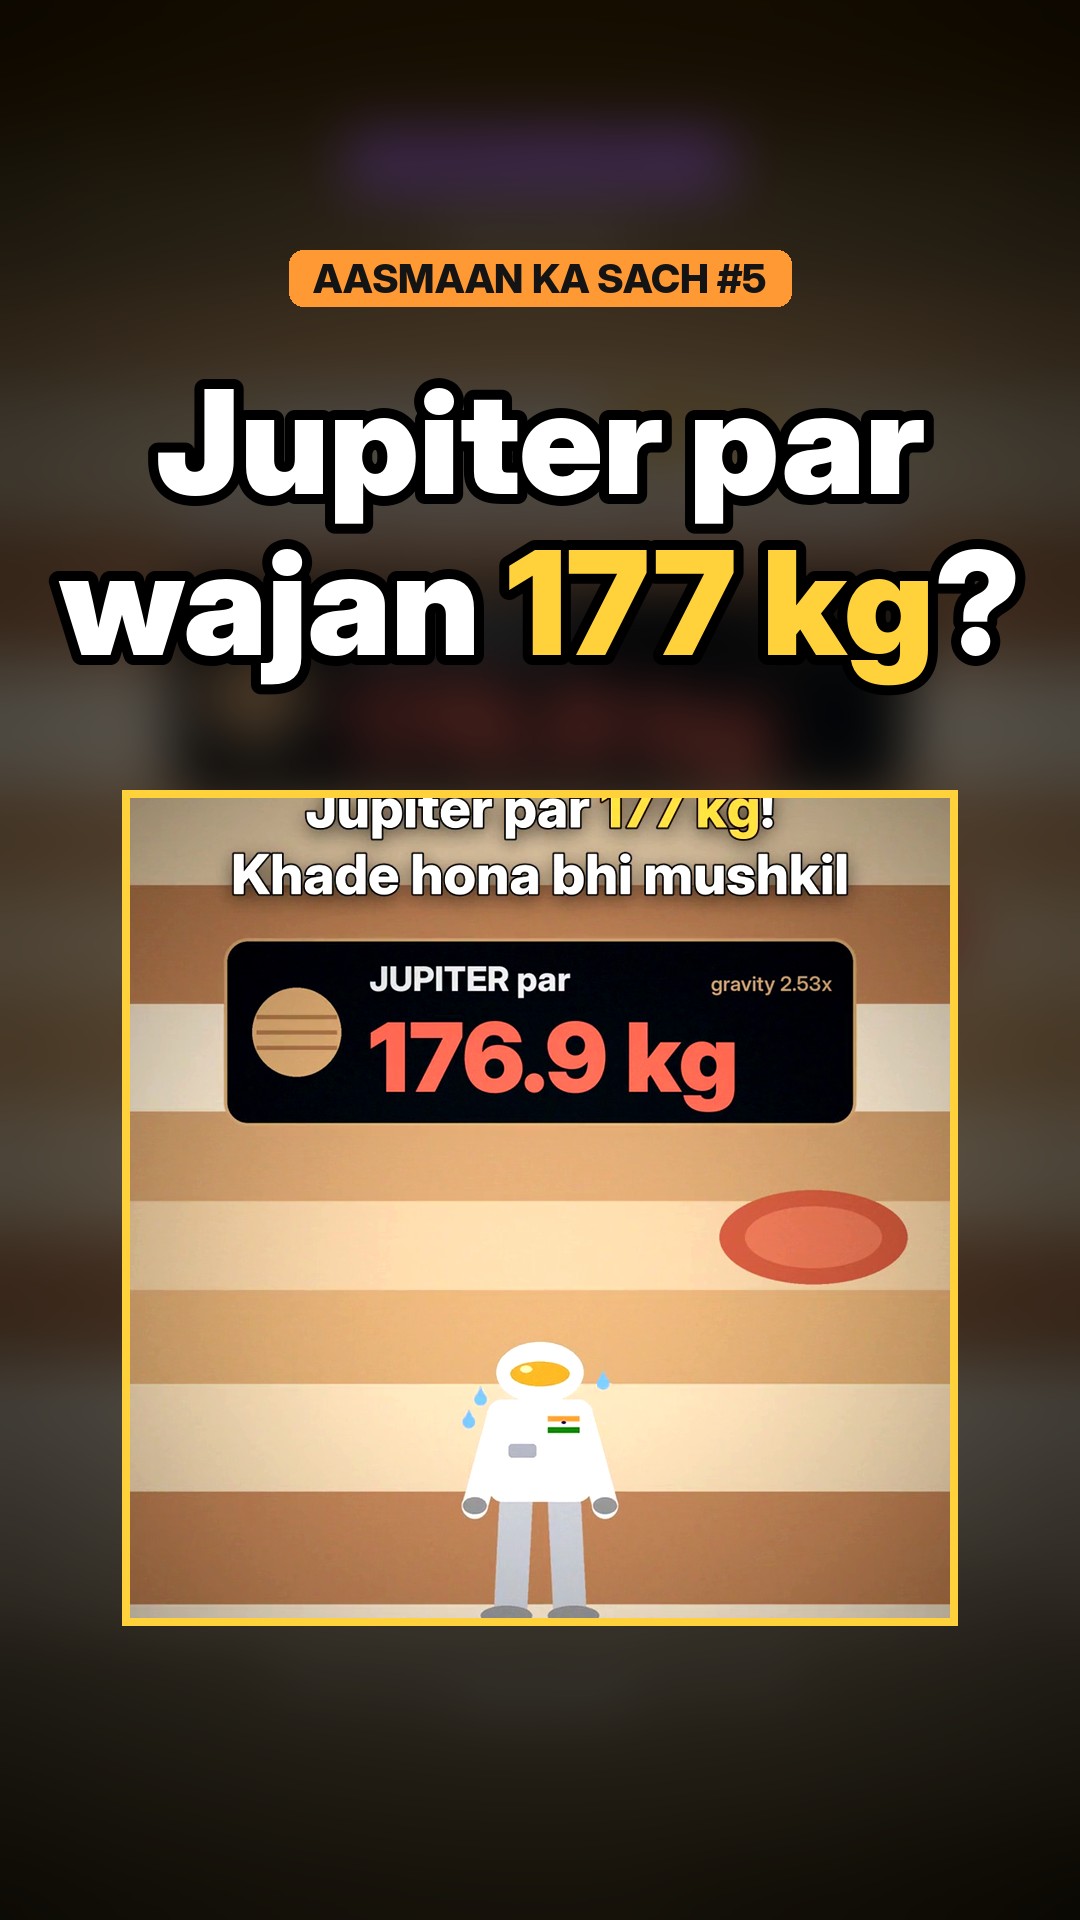 AASMAAN KA SACH #5
Jupiter par
wajan 177 kg?
Jupiter par 177 kg!
Khade hona bhi mushkil
JUPITER par
gravity 2.53x
176.9 kg